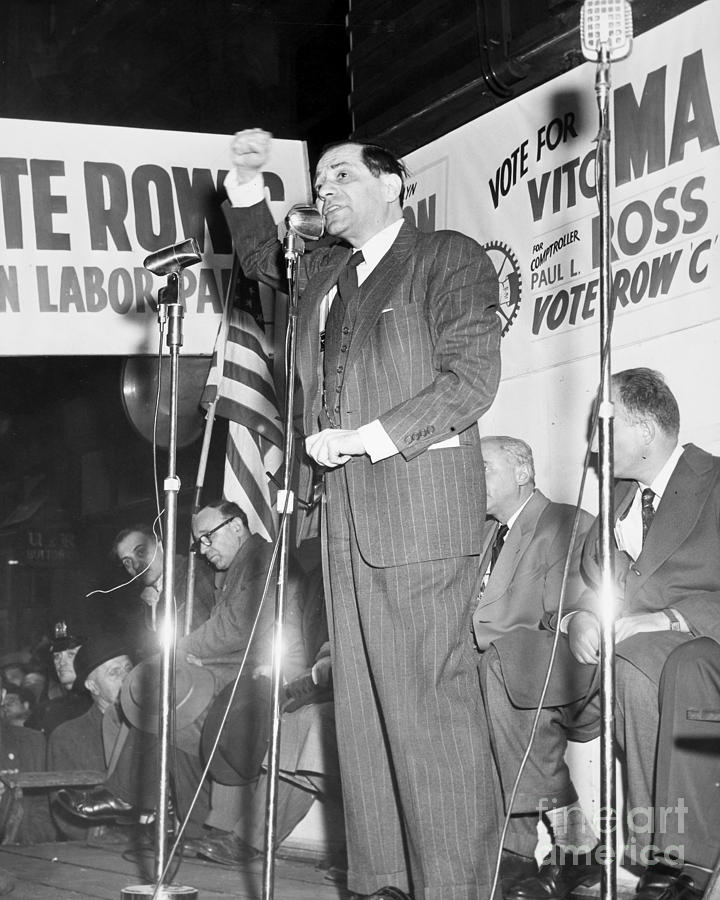 TE ROW C
N LABOR PA
VOTE FOR
VITO MA
FOR
COMPTROLLER
PAUL L. ROSS
VOTE ROW 'C'
fine art
america